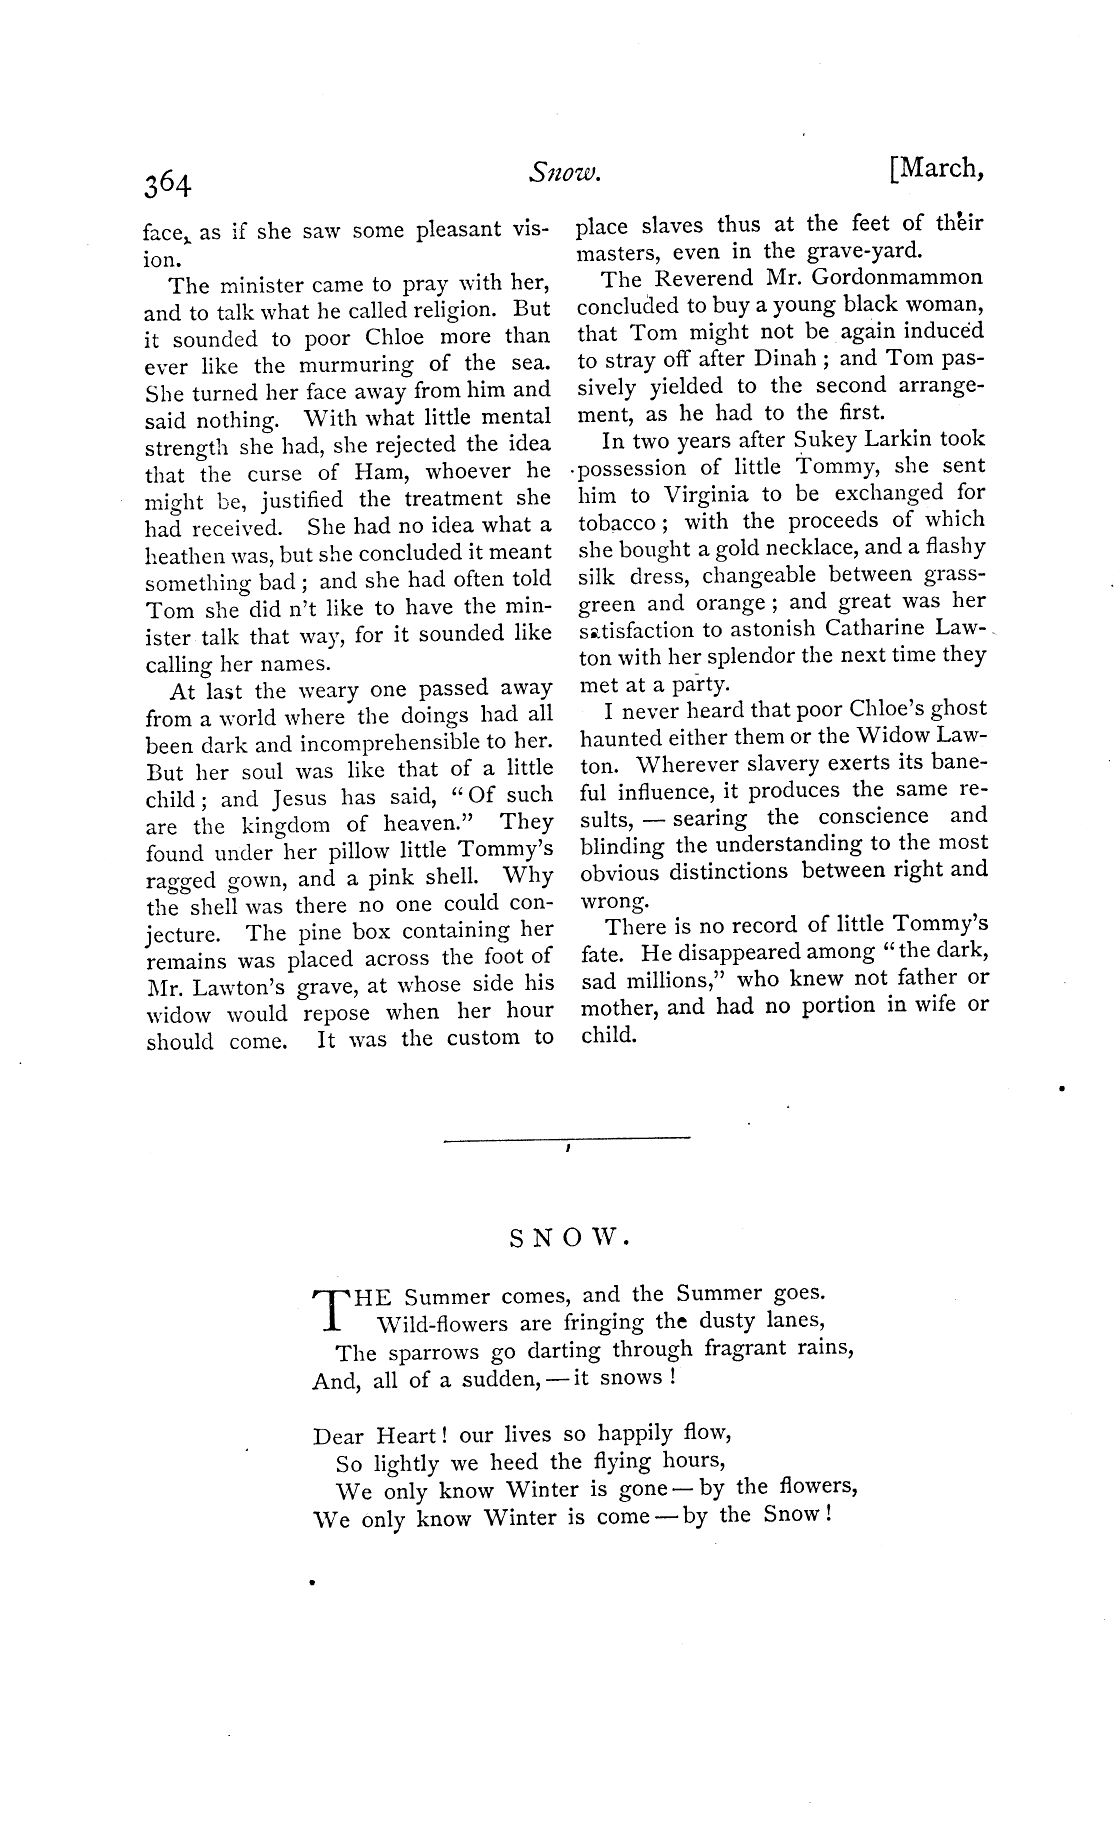 364
Snow.
[March,
face, as if she saw some pleasant vis-
ion.
The minister came to pray with her,
and to talk what he called religion. But
it sounded to poor Chloe more than
ever like the murmuring of the sea.
She turned her face away from him and
said nothing. With what little mental
strength she had, she rejected the idea
that the curse of Ham, whoever he
might be, justified the treatment she
had received. She had no idea what a
heathen was, but she concluded it meant
something bad ; and she had often told
Tom she did n't like to have the min-
ister talk that way, for it sounded like
calling her names.
At last the weary one passed away
from a world where the doings had all
been dark and incomprehensible to her.
But her soul was like that of a little
child ; and Jesus has said, “Of such
are the kingdom of heaven.” They
found under her pillow little Tommy's
ragged gown, and a pink shell. Why
the shell was there no one could con-
jecture. The pine box containing her
remains was placed across the foot of
Mr. Lawton's grave, at whose side his
widow would repose when her hour
should come. It was the custom to
place slaves thus at the feet of their
masters, even in the grave-yard.
The Reverend Mr. Gordonmammon
concluded to buy a young black woman,
that Tom might not be again induced
to stray off after Dinah ; and Tom pas-
sively yielded to the second arrange-
ment, as he had to the first.
In two years after Sukey Larkin took
possession of little Tommy, she sent
him to Virginia to be exchanged for
tobacco ; with the proceeds of which
she bought a gold necklace, and a flashy
silk dress, changeable between grass-
green and orange ; and great was her
satisfaction to astonish Catharine Law-
ton with her splendor the next time they
met at a party.
I never heard that poor Chloe's ghost
haunted either them or the Widow Law-
ton. Wherever slavery exerts its bane-
ful influence, it produces the same re-
sults, — searing the conscience and
blinding the understanding to the most
obvious distinctions between right and
wrong.
There is no record of little Tommy's
fate. He disappeared among “the dark,
sad millions,” who knew not father or
mother, and had no portion in wife or
child.
SNOW.
THE Summer comes, and the Summer goes.
Wild-flowers are fringing the dusty lanes,
The sparrows go darting through fragrant rains,
And, all of a sudden, — it snows !
Dear Heart ! our lives so happily flow,
So lightly we heed the flying hours,
We only know Winter is gone — by the flowers,
We only know Winter is come — by the Snow !